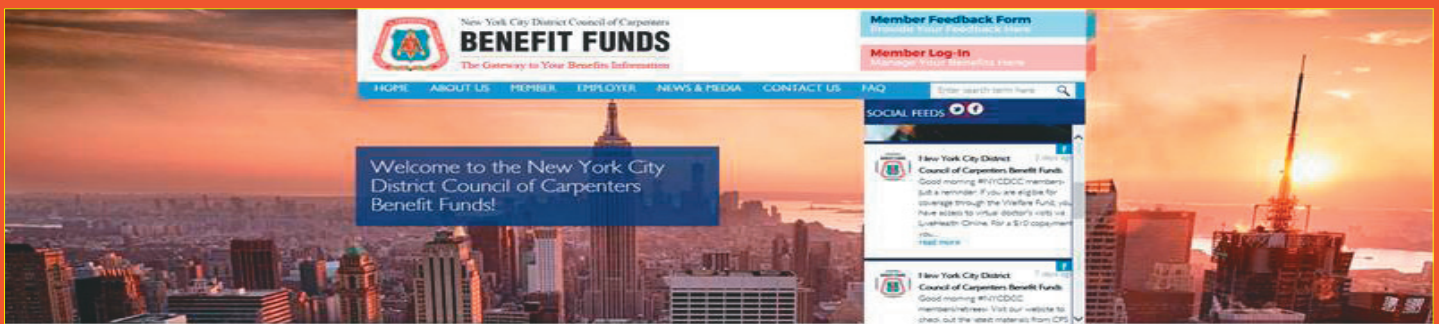 New York City District Council of Carpenters
BENEFIT FUNDS
The Gateway to Your Benefits Information
Member Feedback Form
Provide Your Feedback Here
Member Log-In
Manage Your Benefits Here
HOME ABOUT US MEMBER EMPLOYER NEWS & MEDIA CONTACT US FAQ
Enter search term here
SOCIAL FEEDS
Welcome to the New York City
District Council of Carpenters
Benefit Funds!
New York City District
2 days ago
Council of Carpenters Benefit Funds
Good morning #NYCDCC members-
just a reminder: if you are eligible for
coverage through the Welfare Fund, you
have access to virtual doctor's visits via
LiveHealth Online. For a $10 copayment
you...
read more
New York City District
days ago
Council of Carpenters Benefit Funds
Good morning #NYCDCC
members/retirees- Visit our website to
check out the latest materials from CPS